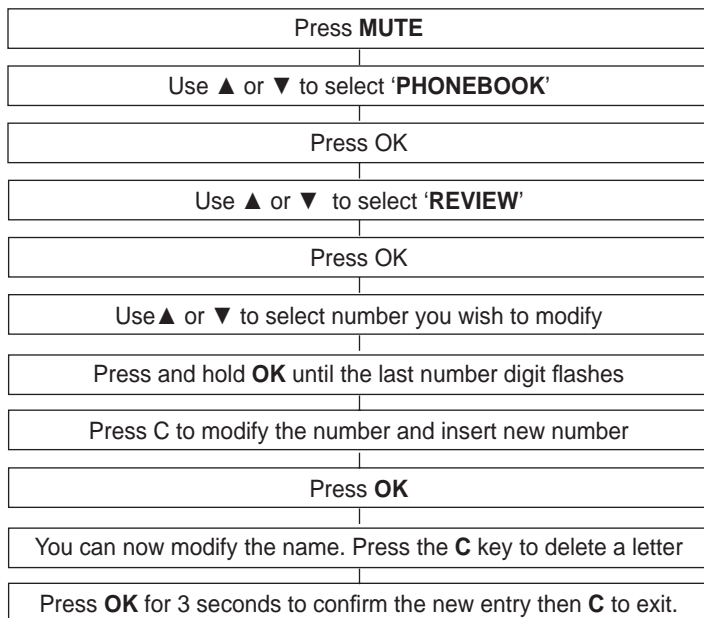 Press MUTE
Use ▲ or ▼ to select ‘PHONEBOOK’
Press OK
Use ▲ or ▼ to select ‘REVIEW’
Press OK
Use▲ or ▼ to select number you wish to modify
Press and hold OK until the last number digit flashes
Press C to modify the number and insert new number
Press OK
You can now modify the name. Press the C key to delete a letter
Press OK for 3 seconds to confirm the new entry then C to exit.